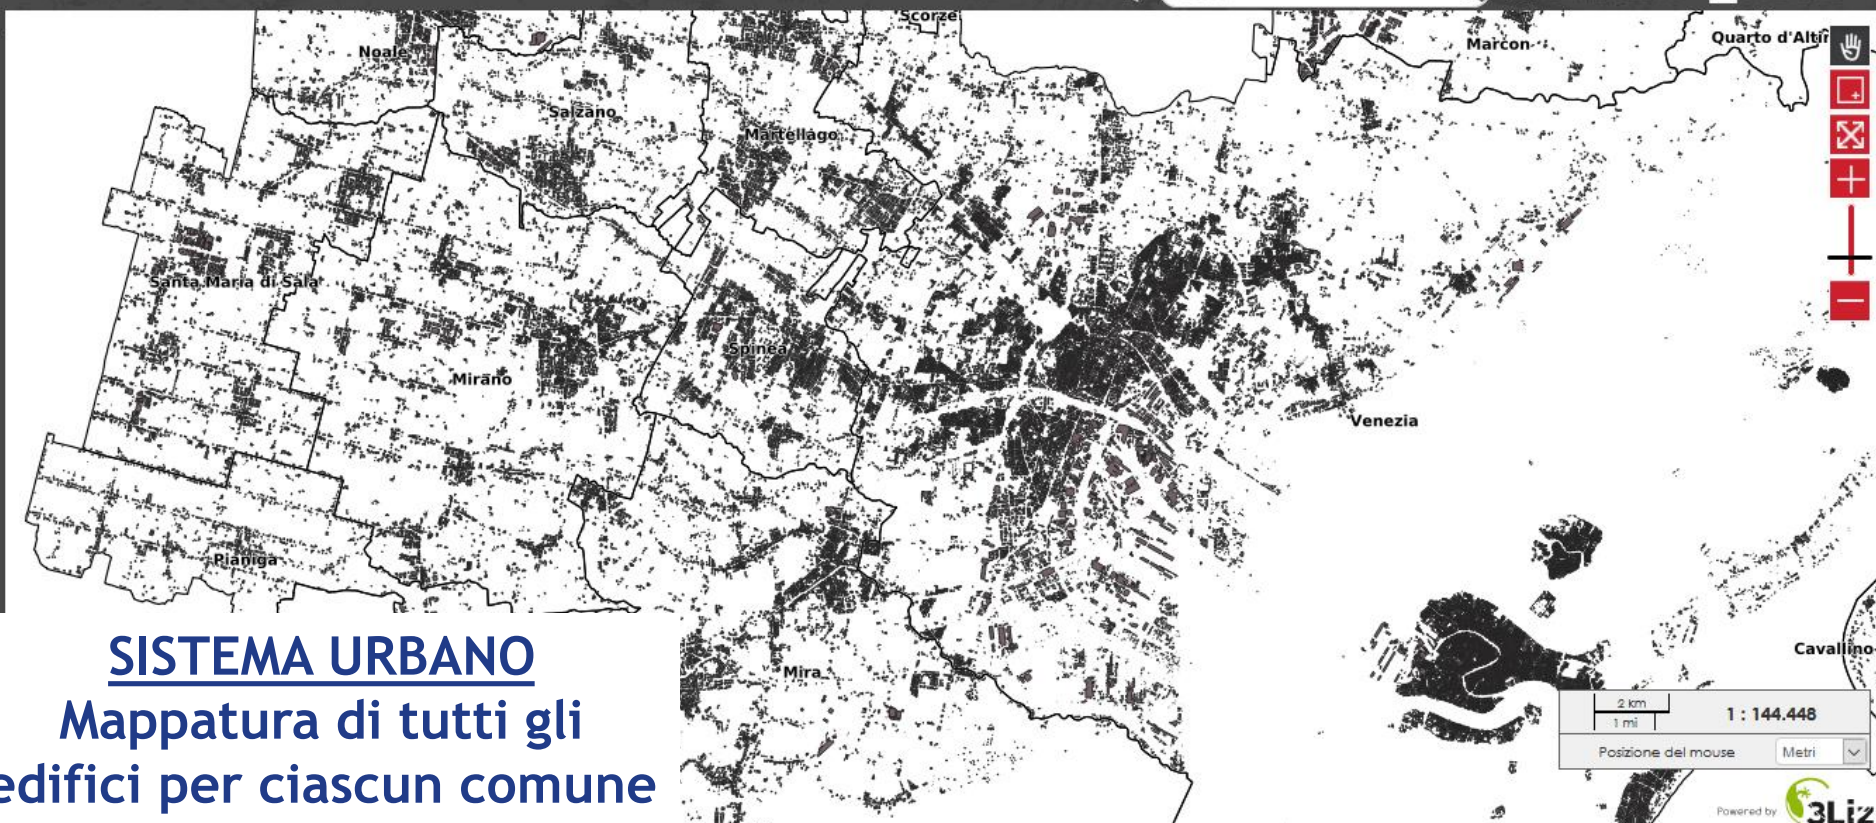 Scorzè
Noale
Marcon
Quarto d'Altir
Salzano
Martellago
Santa Maria di Sala
Spinea
Mirano
Venezia
Pianiga
Mira
Cavallino-
SISTEMA URBANO
Mappatura di tutti gli
edifici per ciascun comune
2 km
1 mi
1 : 144.448
Posizione del mouse
Metri
Powered by 3Liz